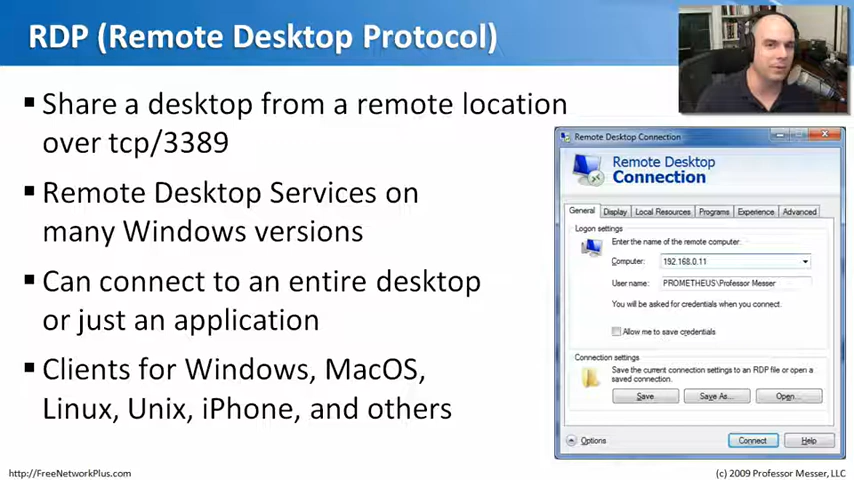 RDP (Remote Desktop Protocol)
▪ Share a desktop from a remote location
over tcp/3389
▪ Remote Desktop Services on
many Windows versions
▪ Can connect to an entire desktop
or just an application
▪ Clients for Windows, MacOS,
Linux, Unix, iPhone, and others
Remote Desktop Connection
Remote Desktop
Connection
General Display Local Resources Programs Experience Advanced
Logon settings
Enter the name of the remote computer.
Computer: 192.168.0.11
User name: PROMETHEUS\Professor Messer
You will be asked for credentials when you connect.
Allow me to save credentials
Connection settings
Save the current connection settings to an RDP file or open a
saved connection.
Save Save As... Open...
Options Connect Help
http://FreeNetworkPlus.com
(c) 2009 Professor Messer, LLC